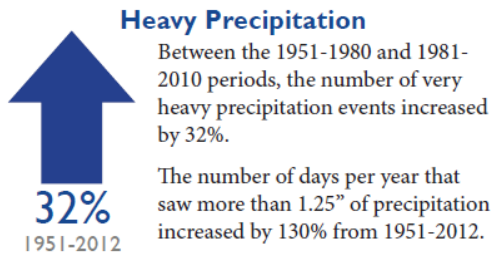 Heavy Precipitation
Between the 1951-1980 and 1981-
2010 periods, the number of very
heavy precipitation events increased
by 32%.
The number of days per year that
saw more than 1.25” of precipitation
increased by 130% from 1951-2012.
32%
1951-2012